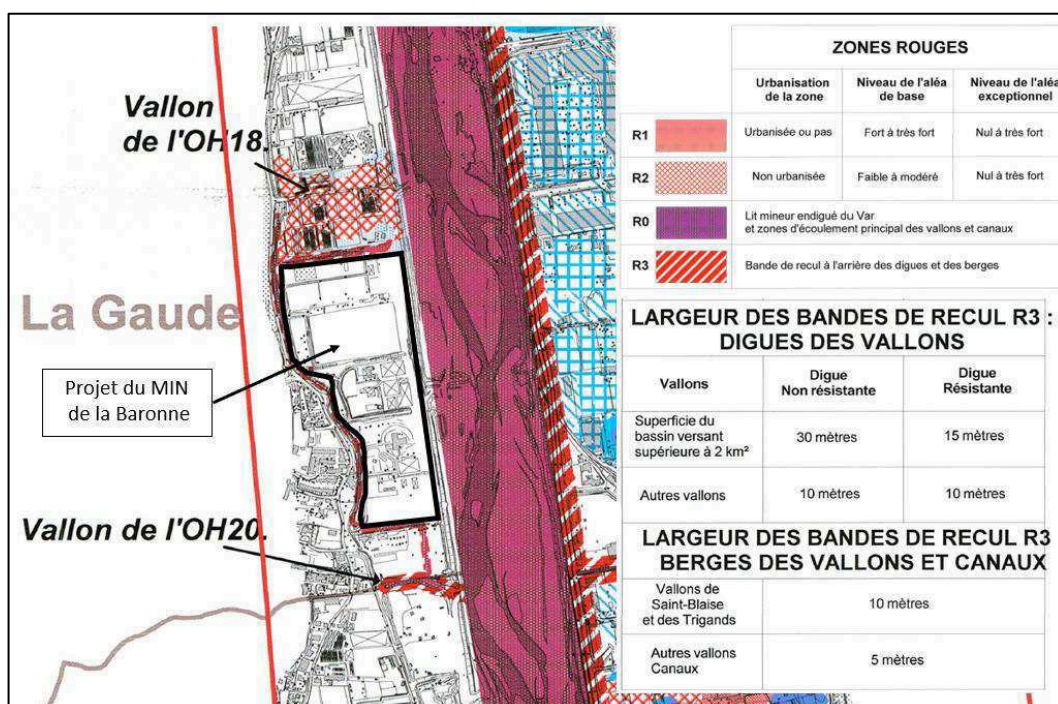 Vallon
de l'OH18.
La Gaude
Projet du MIN
de la Baronne
Vallon de l'OH20.
ZONES ROUGES
Urbanisation
de la zone
Niveau de l'aléa
de base
Niveau de l'aléa
exceptionnel
R1
Urbanisée ou pas
Fort à très fort
Nul à très fort
R2
Non urbanisée
Faible à modéré
Nul à très fort
R0
Lit mineur endigué du Var
et zones d'écoulement principal des vallons et canaux
R3
Bande de recul à l'arrière des digues et des berges
LARGEUR DES BANDES DE RECUL R3 :
DIGUES DES VALLONS
Vallons
Digue
Non résistante
Digue
Résistante
Superficie du
bassin versant
supérieure à 2 km²
30 mètres
15 mètres
Autres vallons
10 mètres
10 mètres
LARGEUR DES BANDES DE RECUL R3
BERGES DES VALLONS ET CANAUX
Vallons de
Saint-Blaise
et des Trigands
10 mètres
Autres vallons
Canaux
5 mètres